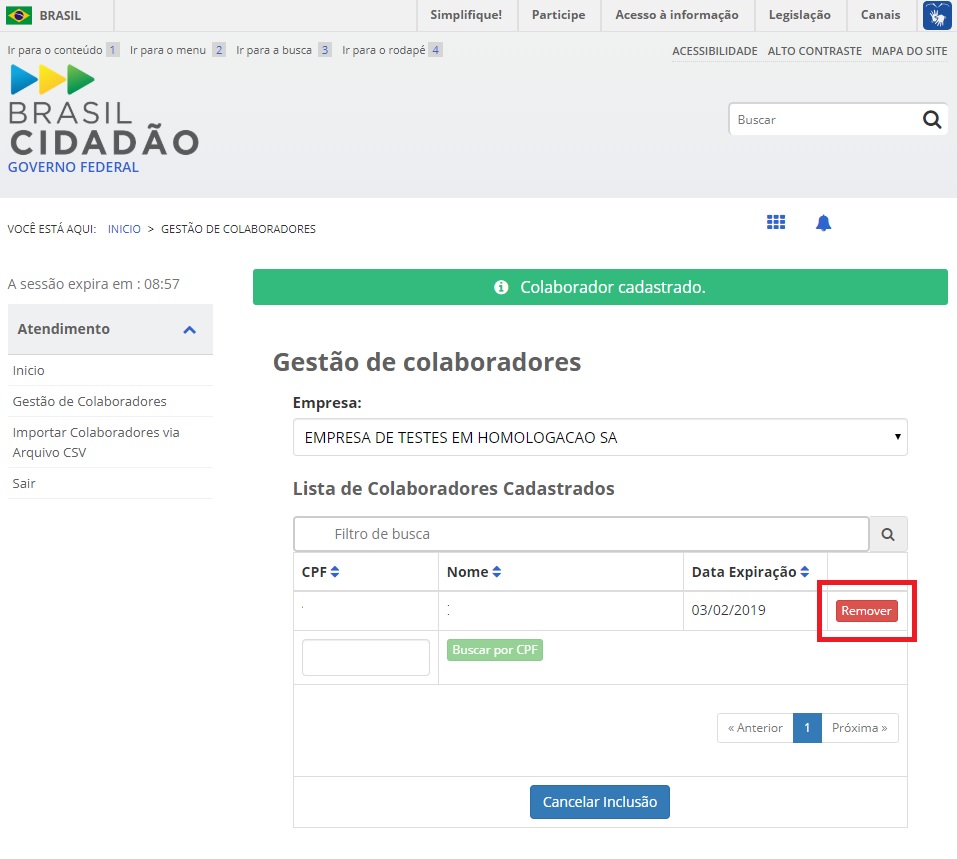 BRASIL
Simplifique!
Participe
Acesso à informação
Legislação
Canais
Ir para o conteúdo 1 Ir para o menu 2 Ir para a busca 3 Ir para o rodapé 4
ACESSIBILIDADE ALTO CONTRASTE MAPA DO SITE
BRASIL
CIDADÃO
GOVERNO FEDERAL
Buscar
VOCÊ ESTÁ AQUI: INICIO > GESTÃO DE COLABORADORES
A sessão expira em : 08:57
Atendimento
Inicio
Gestão de Colaboradores
Importar Colaboradores via
Arquivo CSV
Sair
Colaborador cadastrado.
Gestão de colaboradores
Empresa:
EMPRESA DE TESTES EM HOMOLOGACAO SA
Lista de Colaboradores Cadastrados
Filtro de busca
CPF Nome Data Expiração
03/02/2019 Remover
Buscar por CPF
« Anterior 1 Próxima »
Cancelar Inclusão